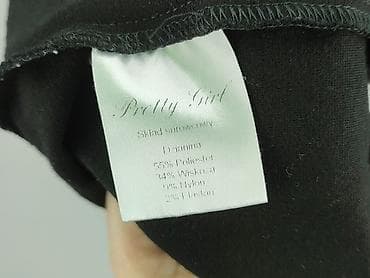 Pretty Girl
Skład surowcowy
Dzianina
55% Poliester
34% Wiskoza
9% Nylon
2% Elastan